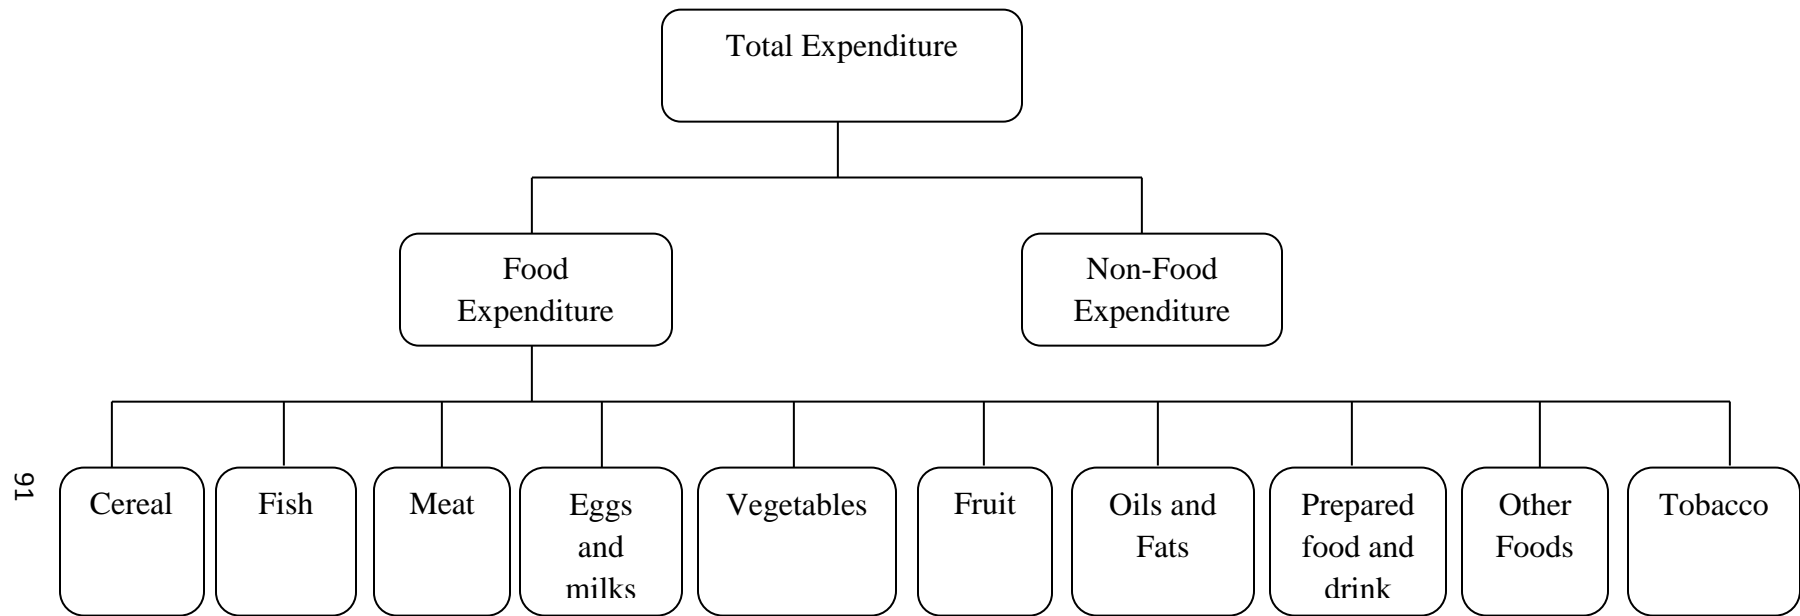 Total Expenditure
Food
Expenditure
Non-Food
Expenditure
91
Cereal
Fish
Meat
Eggs
and
milks
Vegetables
Fruit
Oils and
Fats
Prepared
food and
drink
Other
Foods
Tobacco